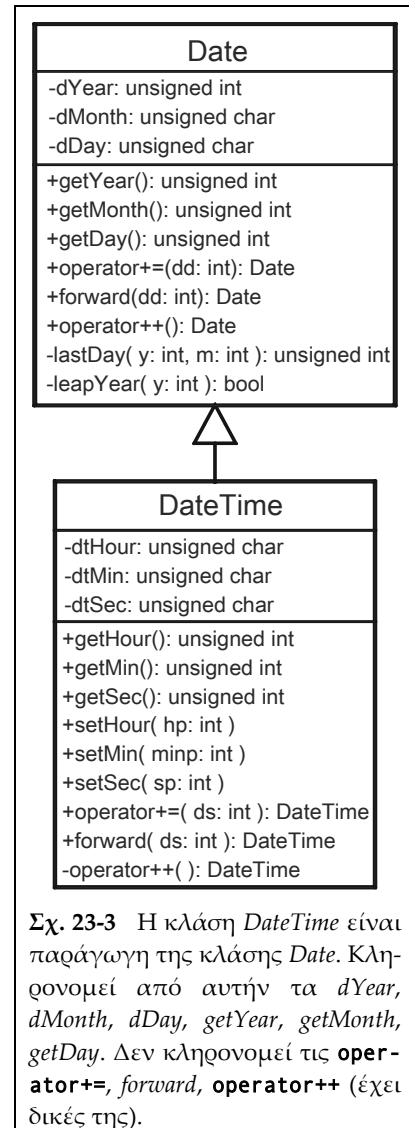 Date
-dYear: unsigned int
-dMonth: unsigned char
-dDay: unsigned char
+getYear(): unsigned int
+getMonth(): unsigned int
+getDay(): unsigned int
+operator+=(dd: int): Date
+forward(dd: int): Date
+operator++(): Date
-lastDay( y: int, m: int ): unsigned int
-leapYear( y: int ): bool
DateTime
-dtHour: unsigned char
-dtMin: unsigned char
-dtSec: unsigned char
+getHour(): unsigned int
+getMin(): unsigned int
+getSec(): unsigned int
+setHour( hp: int )
+setMin( minp: int )
+setSec( sp: int )
+operator+=( ds: int ): DateTime
+forward( ds: int ): DateTime
-operator++( ): DateTime
Σχ. 23-3 Η κλάση DateTime είναι
παράγωγη της κλάσης Date. Κλη-
ρονομεί από αυτήν τα dYear,
dMonth, dDay, getYear, getMonth,
getDay. Δεν κληρονομεί τις oper-
ator+=, forward, operator++ (έχει
δικές της).